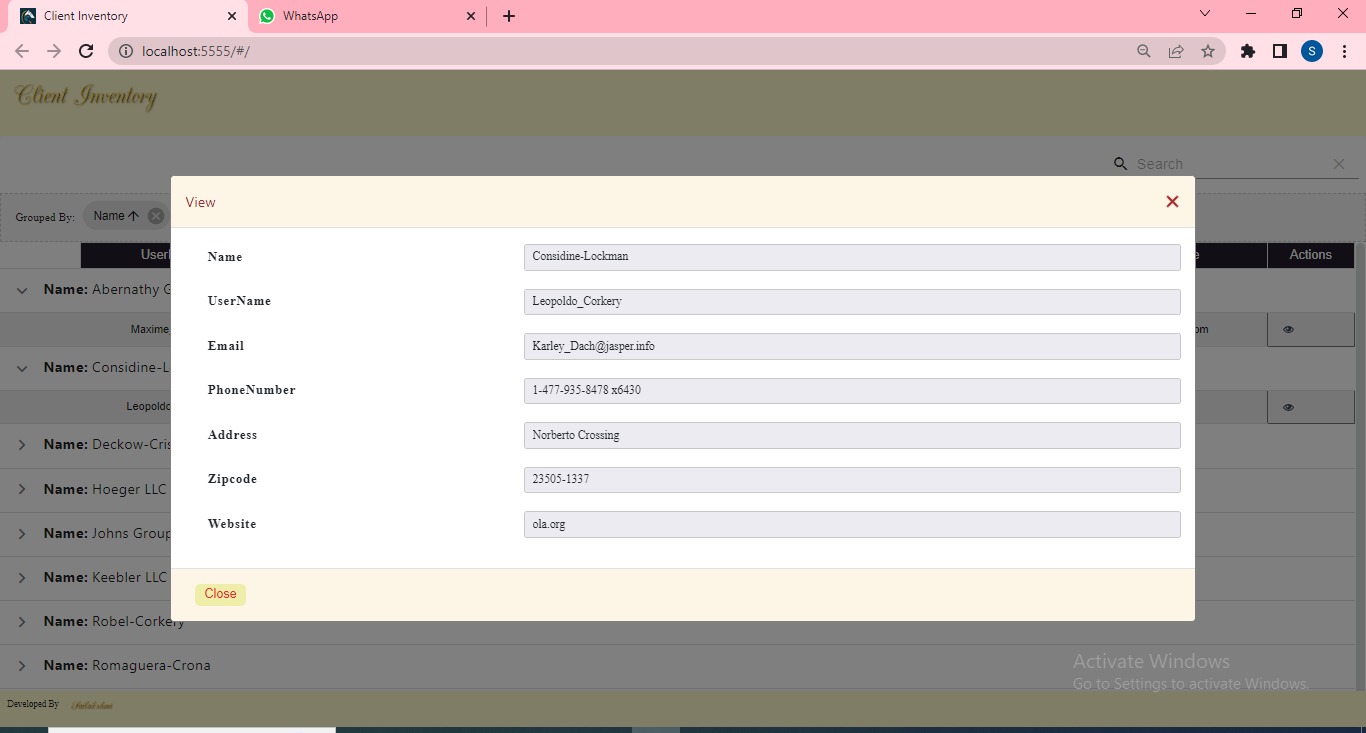 Client Inventory
WhatsApp
localhost:5555/#/
S
Client Inventory
Search
View
Grouped By: Name
User
Actions
Name Considine-Lockman
Name: Abernathy G
UserName Leopoldo_Corkery
Maxime
om
Email Karley_Dach@jasper.info
Name: Considine-L
PhoneNumber 1-477-935-8478 x6430
Leopoldo
Address Norberto Crossing
Name: Deckow-Cris
Zipcode 23505-1337
Name: Hoeger LLC
Website ola.org
Name: Johns Group
Name: Keebler LLC
Close
Name: Robel-Corkery
Name: Romaguera-Crona
Activate Windows
Go to Settings to activate Windows.
Developed By